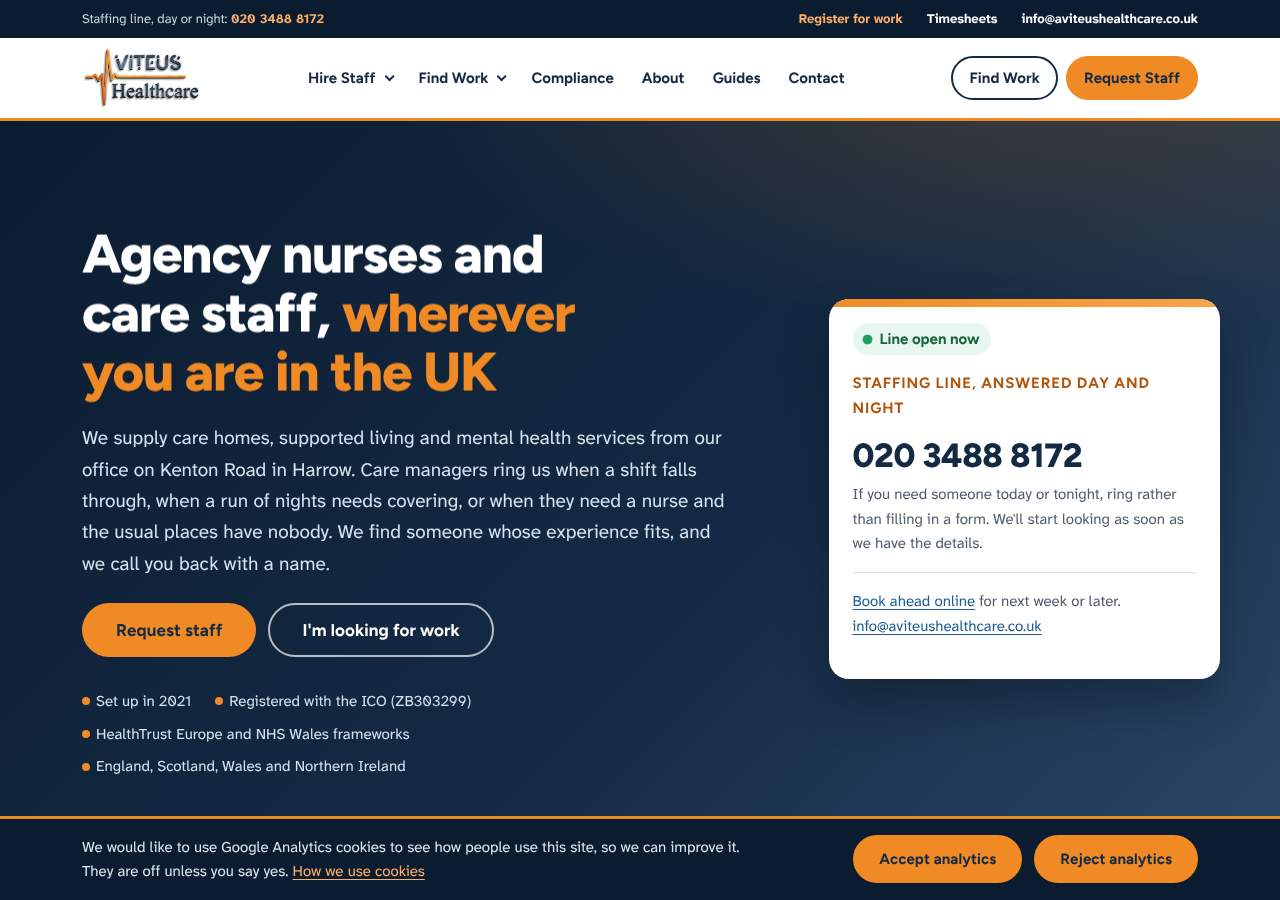 Staffing line, day or night: 020 3488 8172
Register for work
Timesheets
info@aviteushealthcare.co.uk
ViTEUS
Healthcare
Hire Staff
Find Work
Compliance
About
Guides
Contact
Find Work
Request Staff
Agency nurses and
care staff, wherever
you are in the UK
We supply care homes, supported living and mental health services from our
office on Kenton Road in Harrow. Care managers ring us when a shift falls
through, when a run of nights needs covering, or when they need a nurse and
the usual places have nobody. We find someone whose experience fits, and
we call you back with a name.
Request staff
I'm looking for work
Set up in 2021
Registered with the ICO (ZB303299)
HealthTrust Europe and NHS Wales frameworks
England, Scotland, Wales and Northern Ireland
Line open now
STAFFING LINE, ANSWERED DAY AND
NIGHT
020 3488 8172
If you need someone today or tonight, ring rather
than filling in a form. We'll start looking as soon as
we have the details.
Book ahead online for next week or later.
info@aviteushealthcare.co.uk
We would like to use Google Analytics cookies to see how people use this site, so we can improve it.
They are off unless you say yes. How we use cookies
Accept analytics
Reject analytics